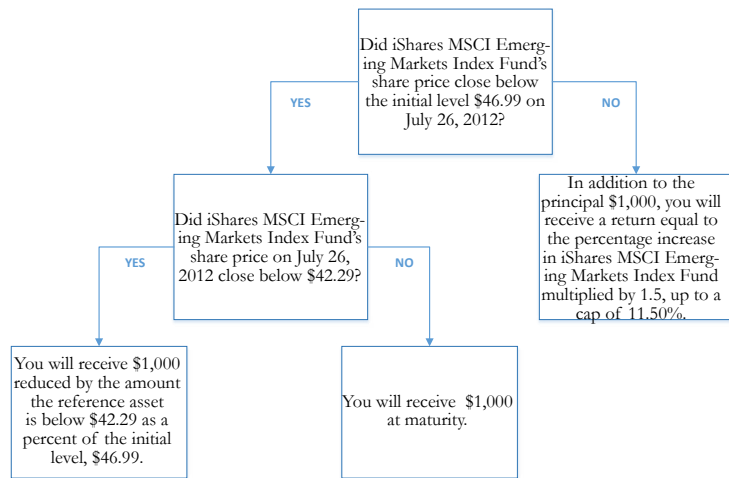 Did iShares MSCI Emerg-
ing Markets Index Fund's
share price close below
the initial level $46.99 on
July 26, 2012?
YES
NO
Did iShares MSCI Emerg-
ing Markets Index Fund's
share price on July 26,
2012 close below $42.29?
In addition to the
principal $1,000, you will
receive a return equal to
the percentage increase
in iShares MSCI Emerg-
ing Markets Index Fund
multiplied by 1.5, up to a
cap of 11.50%.
YES
NO
You will receive $1,000
reduced by the amount
the reference asset
is below $42.29 as a
percent of the initial
level, $46.99.
You will receive $1,000
at maturity.